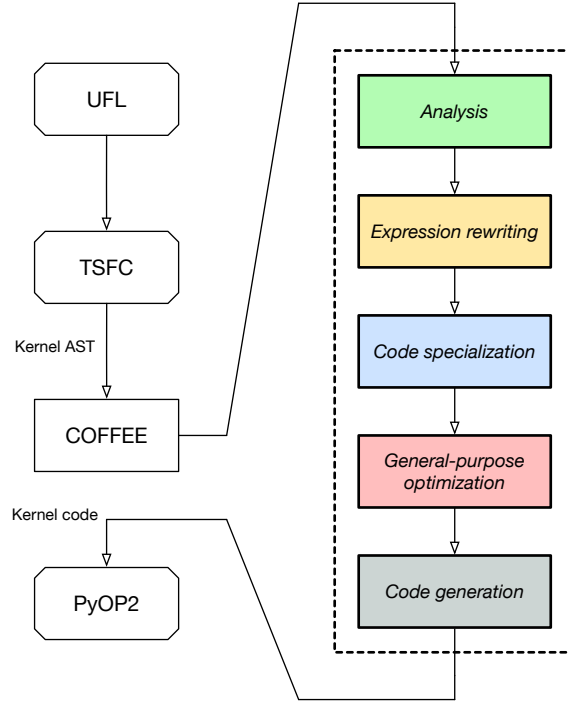 UFL
TSFC
Kernel AST
COFFEE
Kernel code
PyOP2
Analysis
Expression rewriting
Code specialization
General-purpose
optimization
Code generation